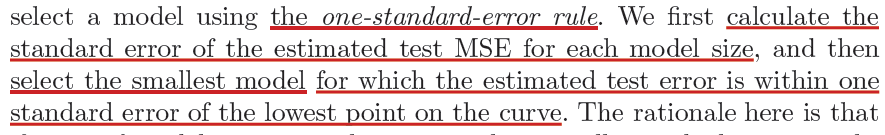 select a model using the one-standard-error rule. We first calculate the
standard error of the estimated test MSE for each model size, and then
select the smallest model for which the estimated test error is within one
standard error of the lowest point on the curve. The rationale here is that